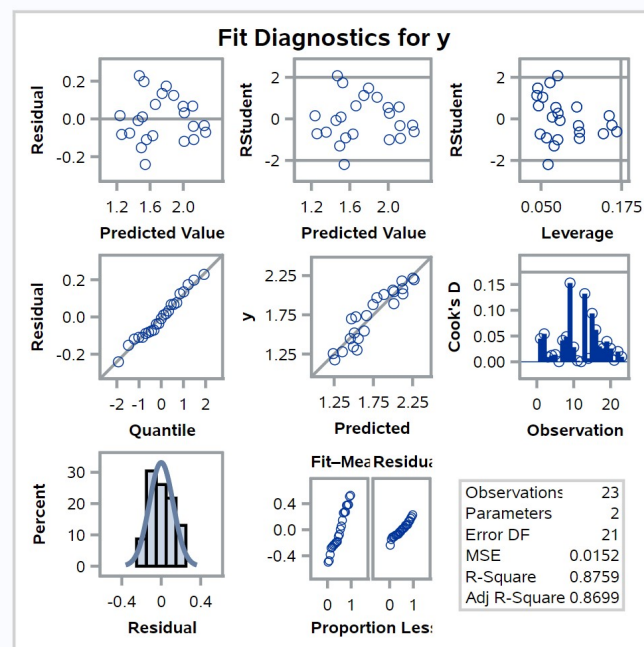 Fit Diagnostics for y
Residual
0.2
0.0
-0.2
1.2 1.6 2.0
Predicted Value
RStudent
2
0
-2
1.2 1.6 2.0
Predicted Value
RStudent
2
0
-2
0.050 0.175
Leverage
Residual
0.2
0.0
-0.2
-2 -1 0 1 2
Quantile
y
2.25
1.75
1.25
1.25 1.75 2.25
Predicted
Cook's D
0.15
0.10
0.05
0.00
0 10 20
Observation
Percent
30
20
10
0
-0.4 0 0.4
Residual
Fit–Mea Residua
0.4
0.0
-0.4
0 1 0 1
Proportion Les
Observations 23
Parameters 2
Error DF 21
MSE 0.0152
R-Square 0.8759
Adj R-Square 0.8699